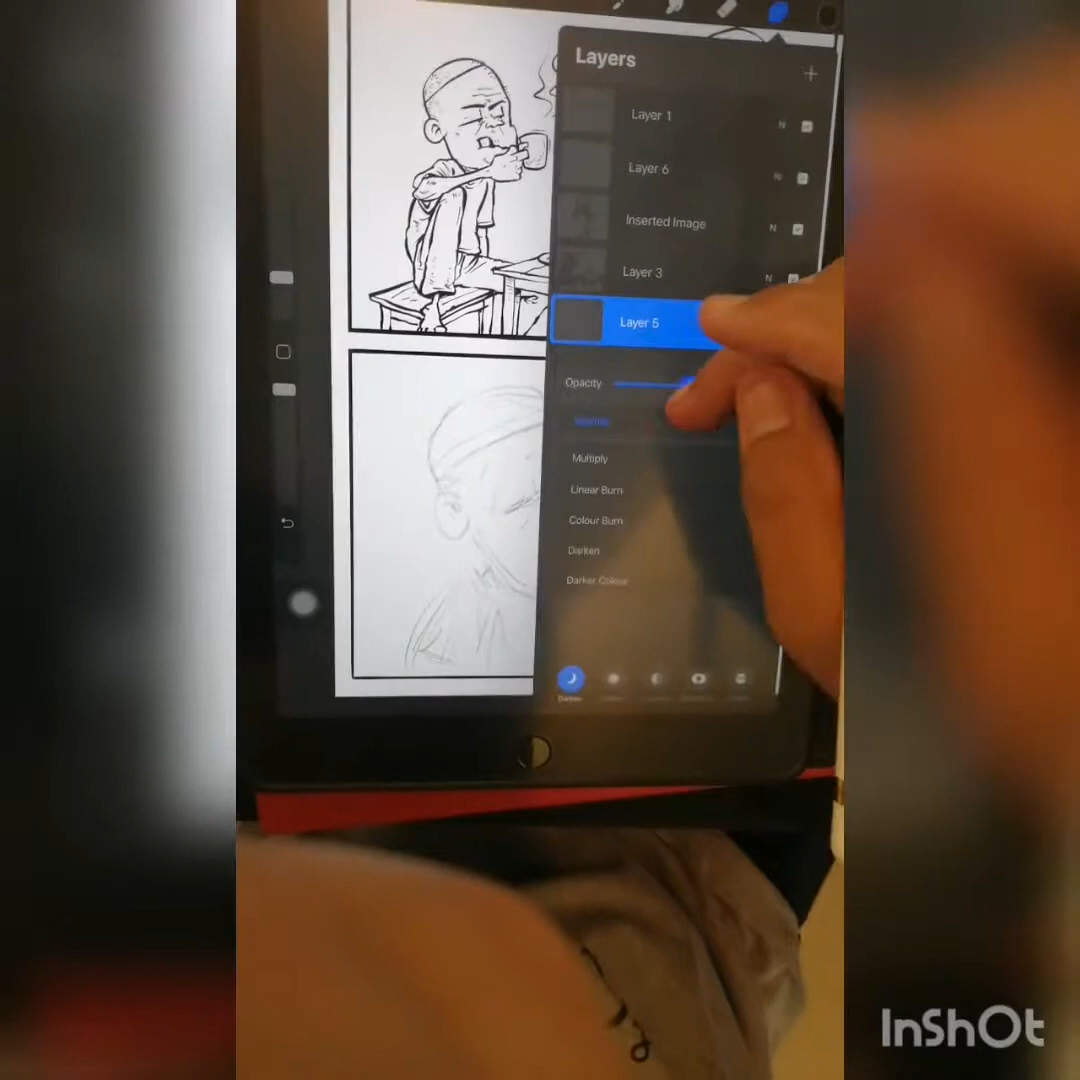 Layers
Layer 1
N
Layer 6
N
Inserted Image
N
Layer 3
N
Layer 5
Opacity
Multiply
Linear Burn
Colour Burn
Darken
Darker Colour
InShOt